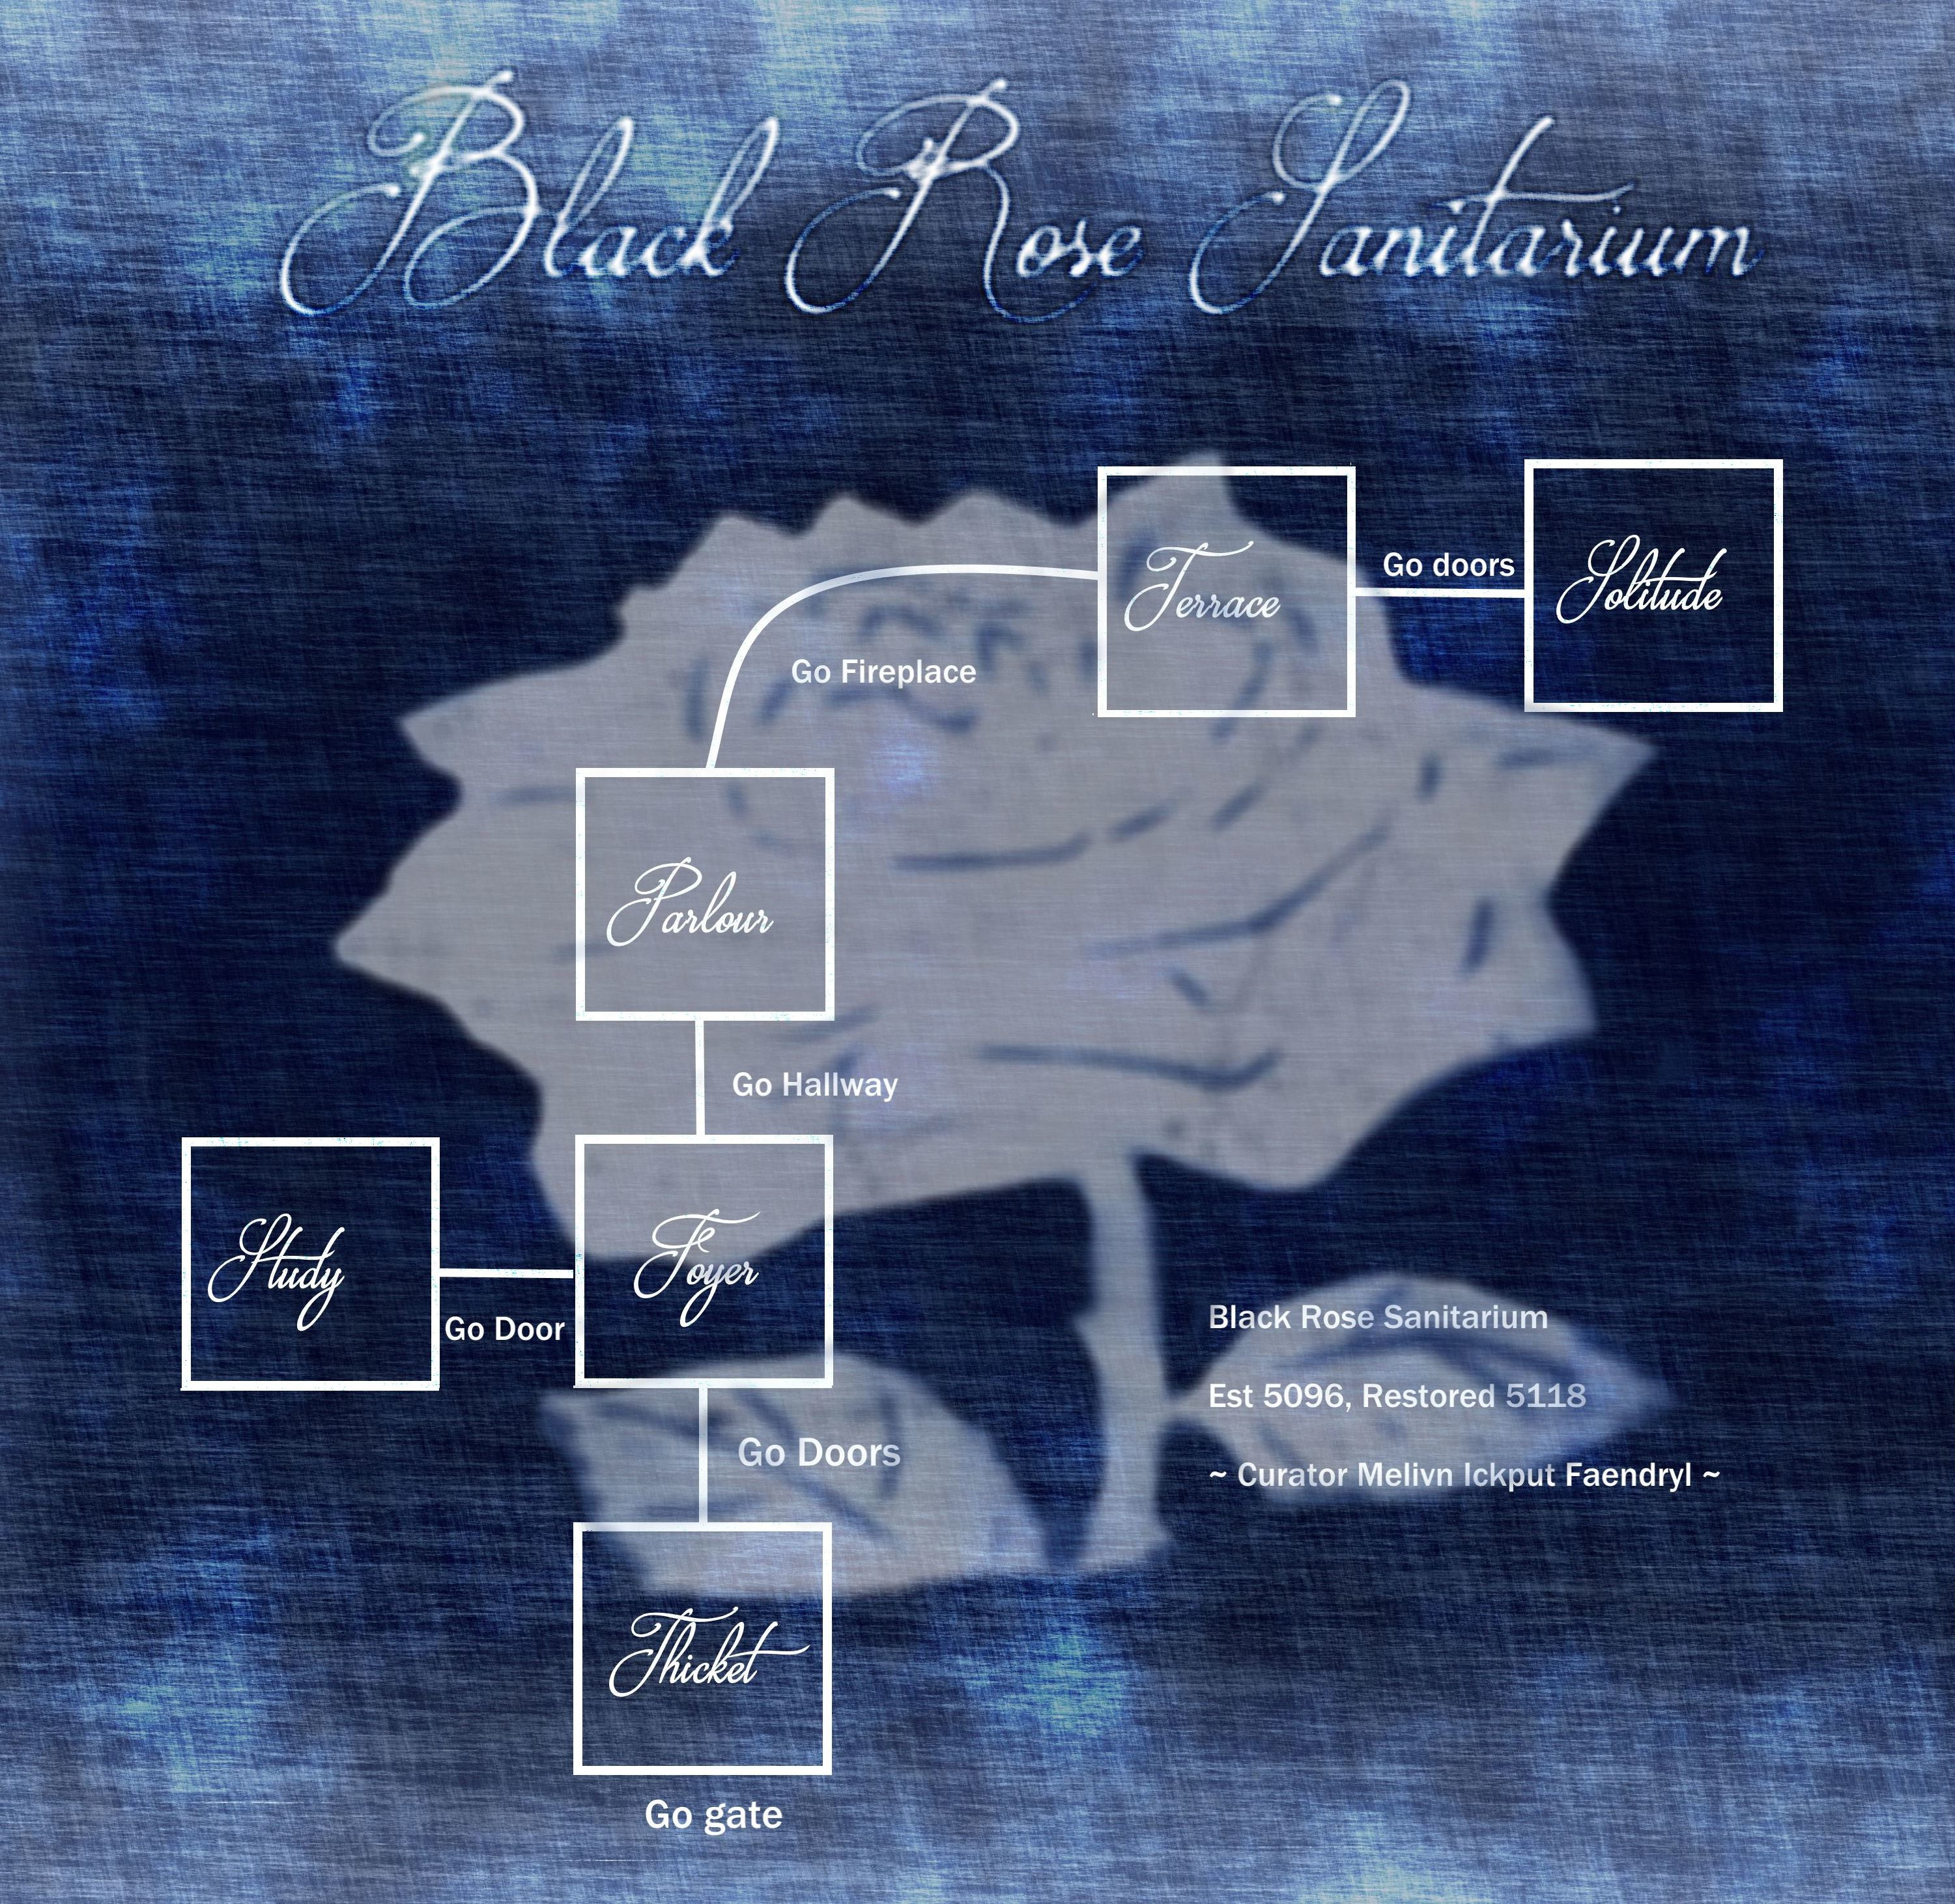 Black Rose Sanitarium
Terrace
Go doors
Solitude
Go Fireplace
Parlour
Go Hallway
Study
Go Door
Foyer
Go Doors
Thicket
Go gate
Black Rose Sanitarium
Est 5096, Restored 5118
~ Curator Melivn Ickput Faendryl ~